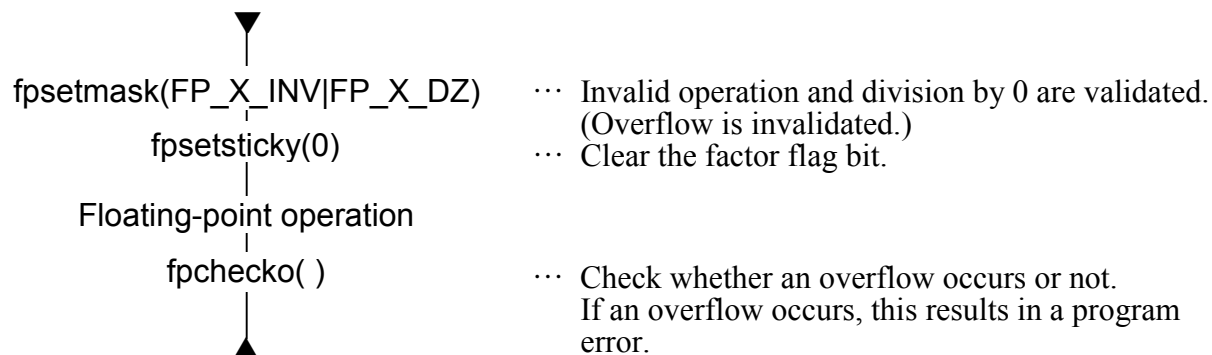 fpsetmask(FP_X_INV|FP_X_DZ) ··· Invalid operation and division by 0 are validated.
(Overflow is invalidated.)
fpsetsticky(0) ··· Clear the factor flag bit.
Floating-point operation
fpchecko( ) ··· Check whether an overflow occurs or not.
If an overflow occurs, this results in a program
error.